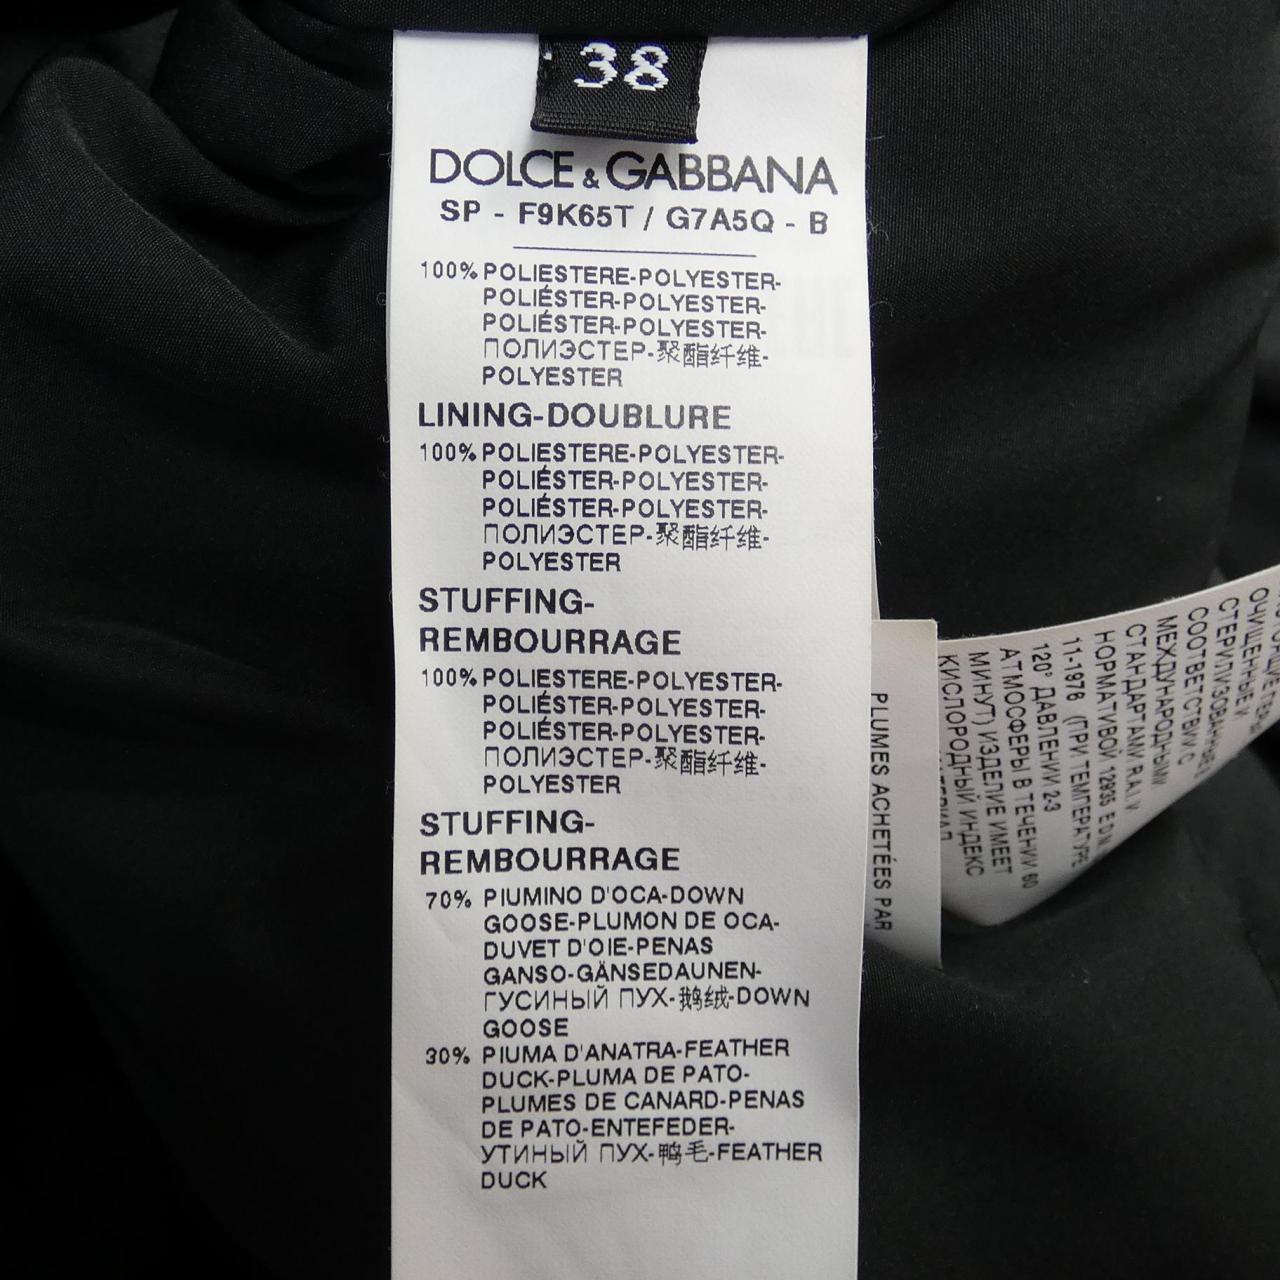 38
DOLCE & GABBANA
SP - F9K65T / G7A5Q - B
100% POLIESTERE-POLYESTER-
POLIÉSTER-POLYESTER-
POLIÉSTER-POLYESTER-
ПОЛИЭСТЕР-聚酯纤维-
POLYESTER
LINING-DOUBLURE
100% POLIESTERE-POLYESTER-
POLIÉSTER-POLYESTER-
POLIÉSTER-POLYESTER-
ПОЛИЭСТЕР-聚酯纤维-
POLYESTER
STUFFING-
REMBOURRAGE
100% POLIESTERE-POLYESTER-
POLIÉSTER-POLYESTER-
POLIÉSTER-POLYESTER-
ПОЛИЭСТЕР-聚酯纤维-
POLYESTER
STUFFING-
REMBOURRAGE
70% PIUMINO D'OCA-DOWN
GOOSE-PLUMON DE OCA-
DUVET D'OIE-PENAS
GANSO-GÄNSEDAUNEN-
ГУСИНЫЙ ПУХ-鹅绒-DOWN
GOOSE
30% PIUMA D'ANATRA-FEATHER
DUCK-PLUMA DE PATO-
PLUMES DE CANARD-PENAS
DE PATO-ENTEFEDER-
УТИНЫЙ ПУХ-鸭毛-FEATHER
DUCK
PLUMES ACHETÉES PAR
ОЧИЩЕННЫЕ И
СТЕРИЛИЗОВАННЫЕ В
СООТВЕТСТВИИ С
МЕЖДУНАРОДНЫМИ
СТАНДАРТАМИ R.A.L.V.
НОРМАТИВОЙ 12935 E D.M.
11-1978 (ПРИ ТЕМПЕРАТУРЕ
120° ДАВЛЕНИИ 2-3
АТМОСФЕРЫ В ТЕЧЕНИИ 60
МИНУТ) ИЗДЕЛИЕ ИМЕЕТ
КИСЛОРОДНЫЙ ИНДЕКС